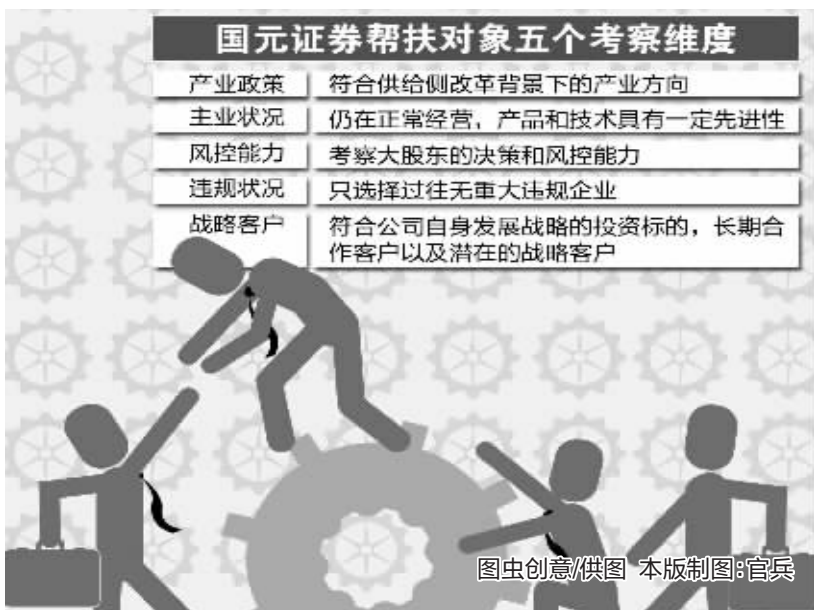 国元证券帮扶对象五个考察维度
产业政策 符合供给侧改革背景下的产业方向
主业状况 仍在正常经营，产品和技术具有一定先进性
风控能力 考察大股东的决策和风控能力
违规状况 只选择过往无重大违规企业
战略客户 符合公司自身发展战略的投资标的，长期合
作客户以及潜在的战略客户
图虫创意/供图 本版制图：官兵